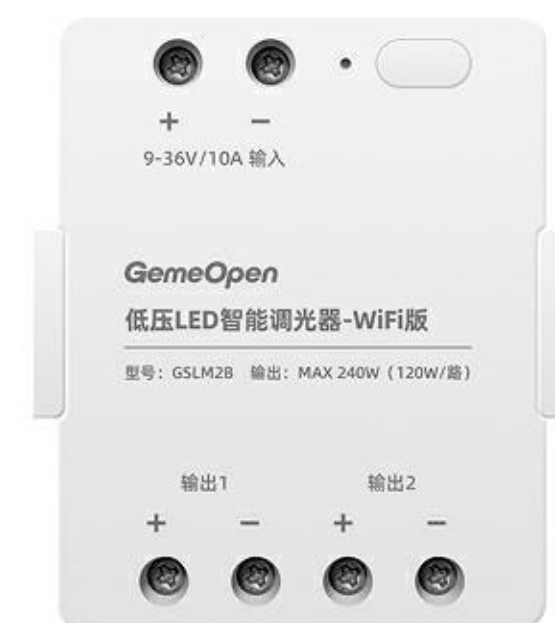 + −
9-36V/10A 输入
GemeOpen
低压LED智能调光器-WiFi版
型号：GSLM2B 输出：MAX 240W（120W/路）
输出1 输出2
+ − + −